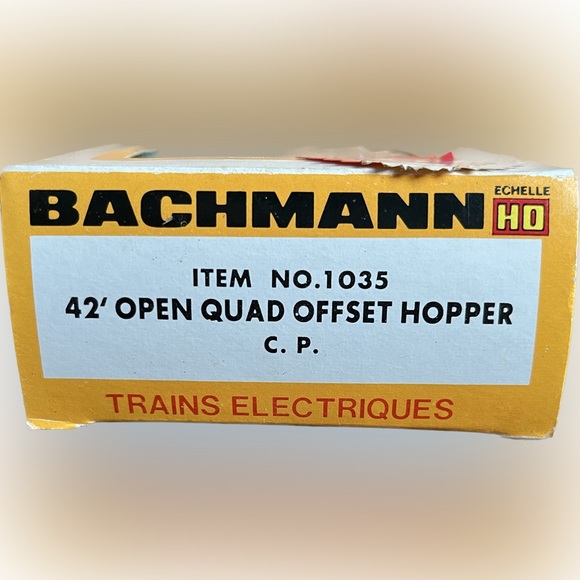 BACHMANN ECHELLE HO
ITEM NO.1035
42' OPEN QUAD OFFSET HOPPER
C. P.
TRAINS ELECTRIQUES